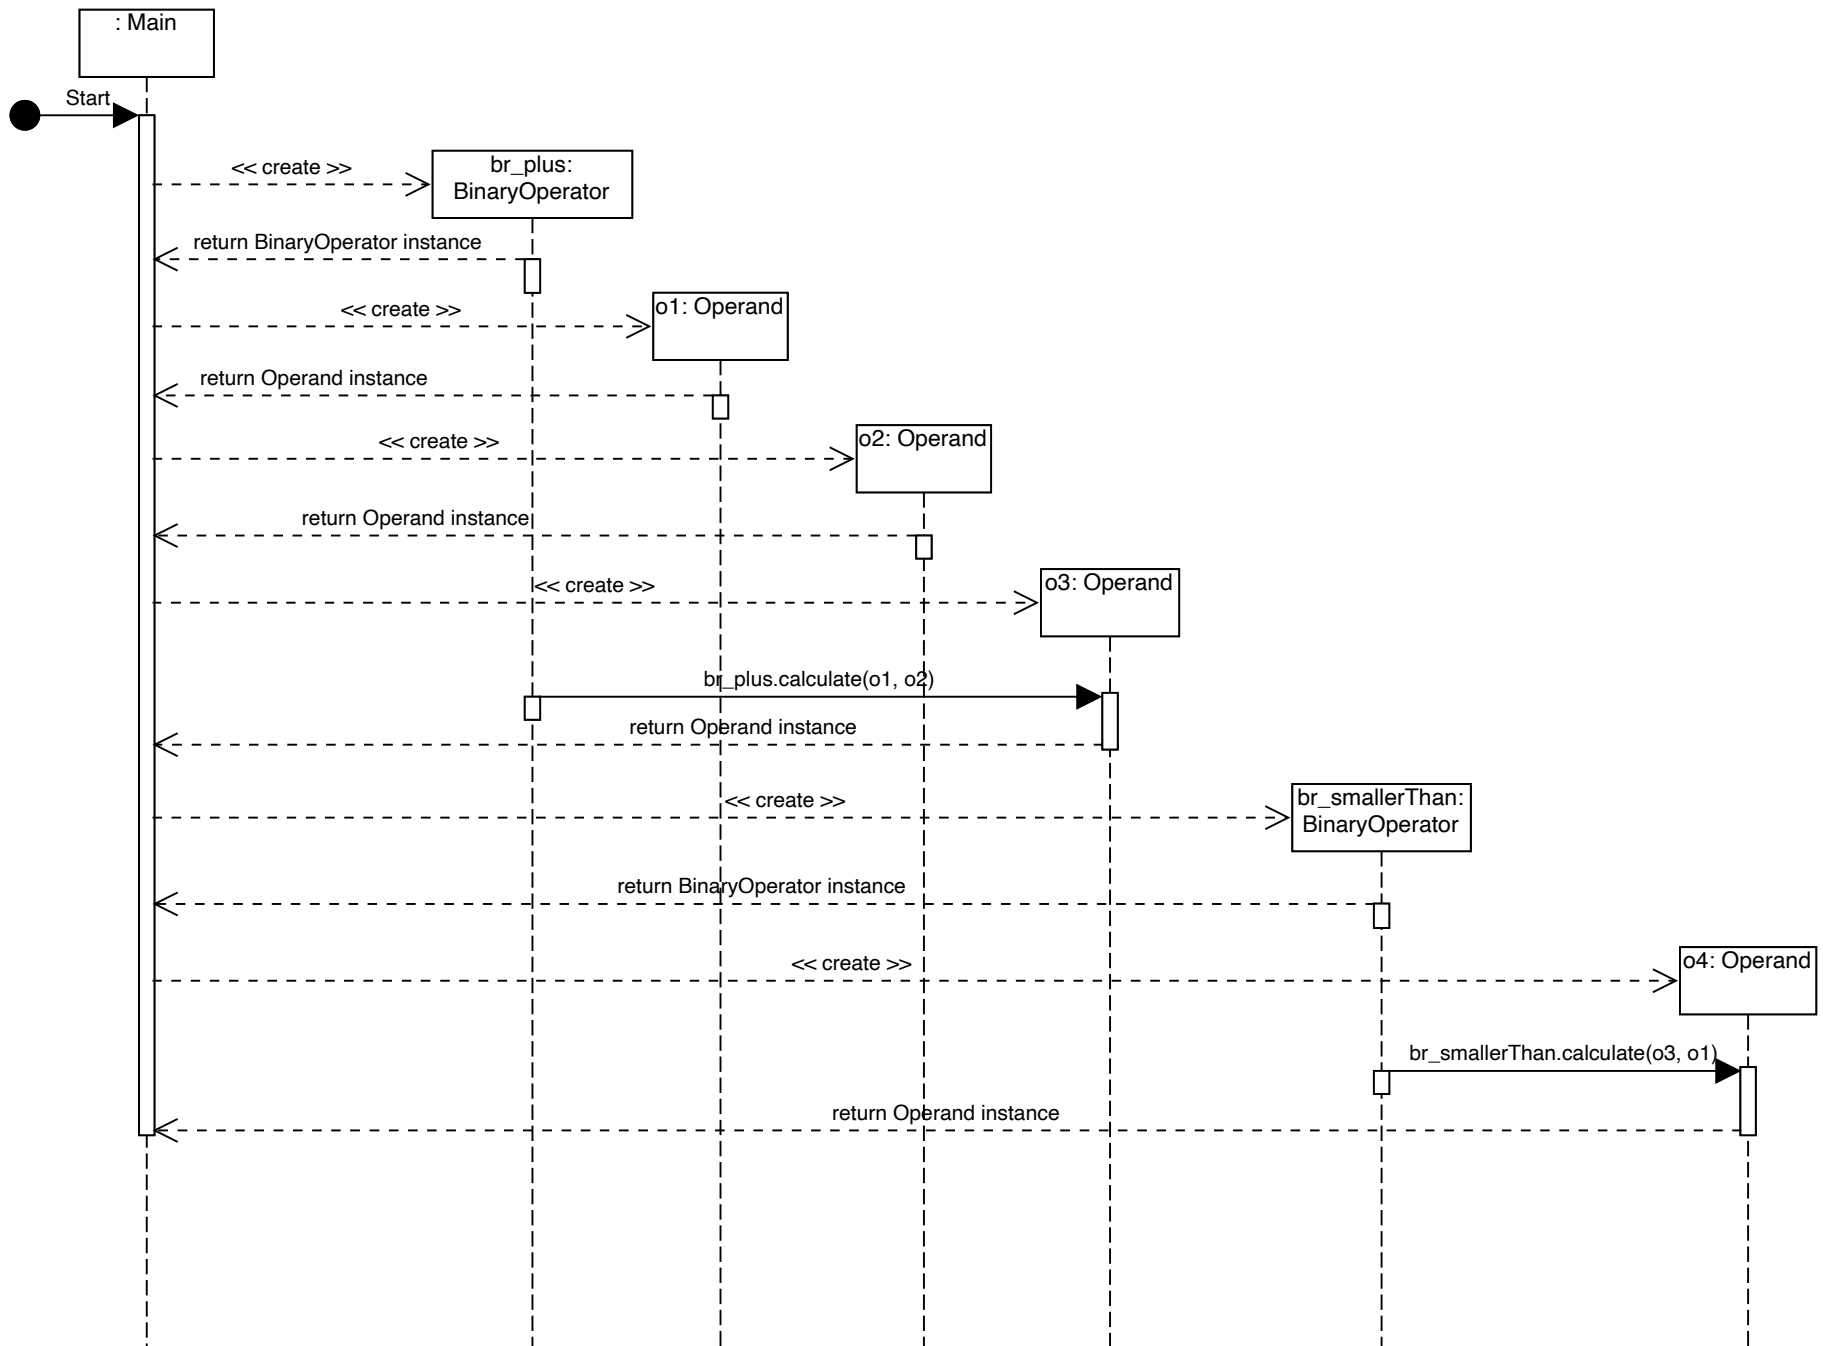 : Main
Start
<< create >>
br_plus:
BinaryOperator
return BinaryOperator instance
<< create >>
o1: Operand
return Operand instance
<< create >>
o2: Operand
return Operand instance
<< create >>
o3: Operand
br_plus.calculate(o1, o2)
return Operand instance
<< create >>
br_smallerThan:
BinaryOperator
return BinaryOperator instance
<< create >>
o4: Operand
br_smallerThan.calculate(o3, o1)
return Operand instance